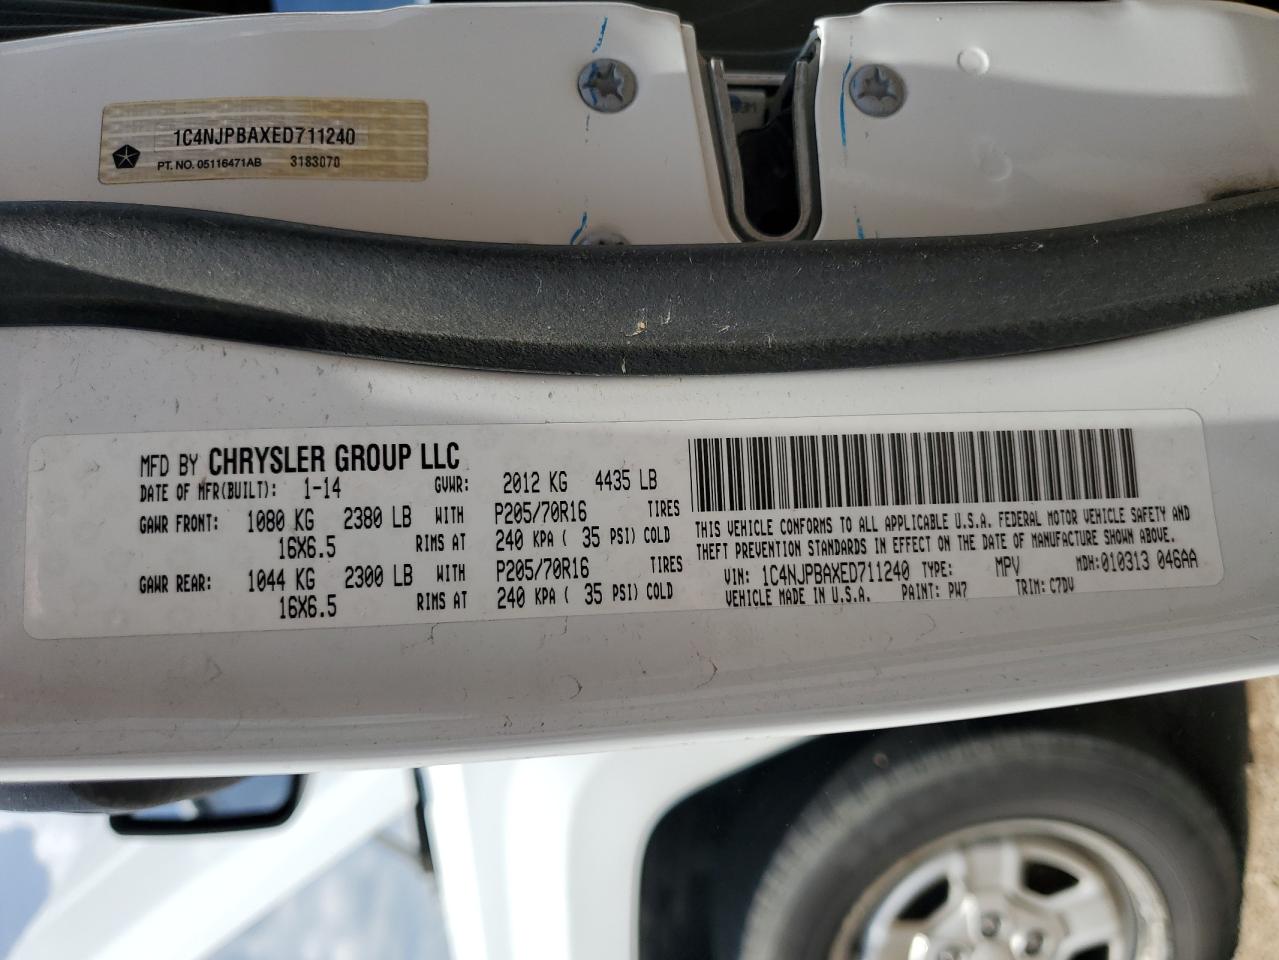 1C4NJPBAXED711240
PT. NO. 05116471AB 3183070
MFD BY CHRYSLER GROUP LLC
DATE OF MFR(BUILT): 1-14 GVWR: 2012 KG 4435 LB
GAWR FRONT: 1080 KG 2380 LB WITH P205/70R16 TIRES
16X6.5 RIMS AT 240 KPA ( 35 PSI) COLD
GAWR REAR: 1044 KG 2300 LB WITH P205/70R16 TIRES
16X6.5 RIMS AT 240 KPA ( 35 PSI) COLD
THIS VEHICLE CONFORMS TO ALL APPLICABLE U.S.A. FEDERAL MOTOR VEHICLE SAFETY AND
THEFT PREVENTION STANDARDS IN EFFECT ON THE DATE OF MANUFACTURE SHOWN ABOVE.
VIN: 1C4NJPBAXED711240 TYPE: MPV MDH:010313 046AA
VEHICLE MADE IN U.S.A. PAINT: PW7 TRIM: C7DV